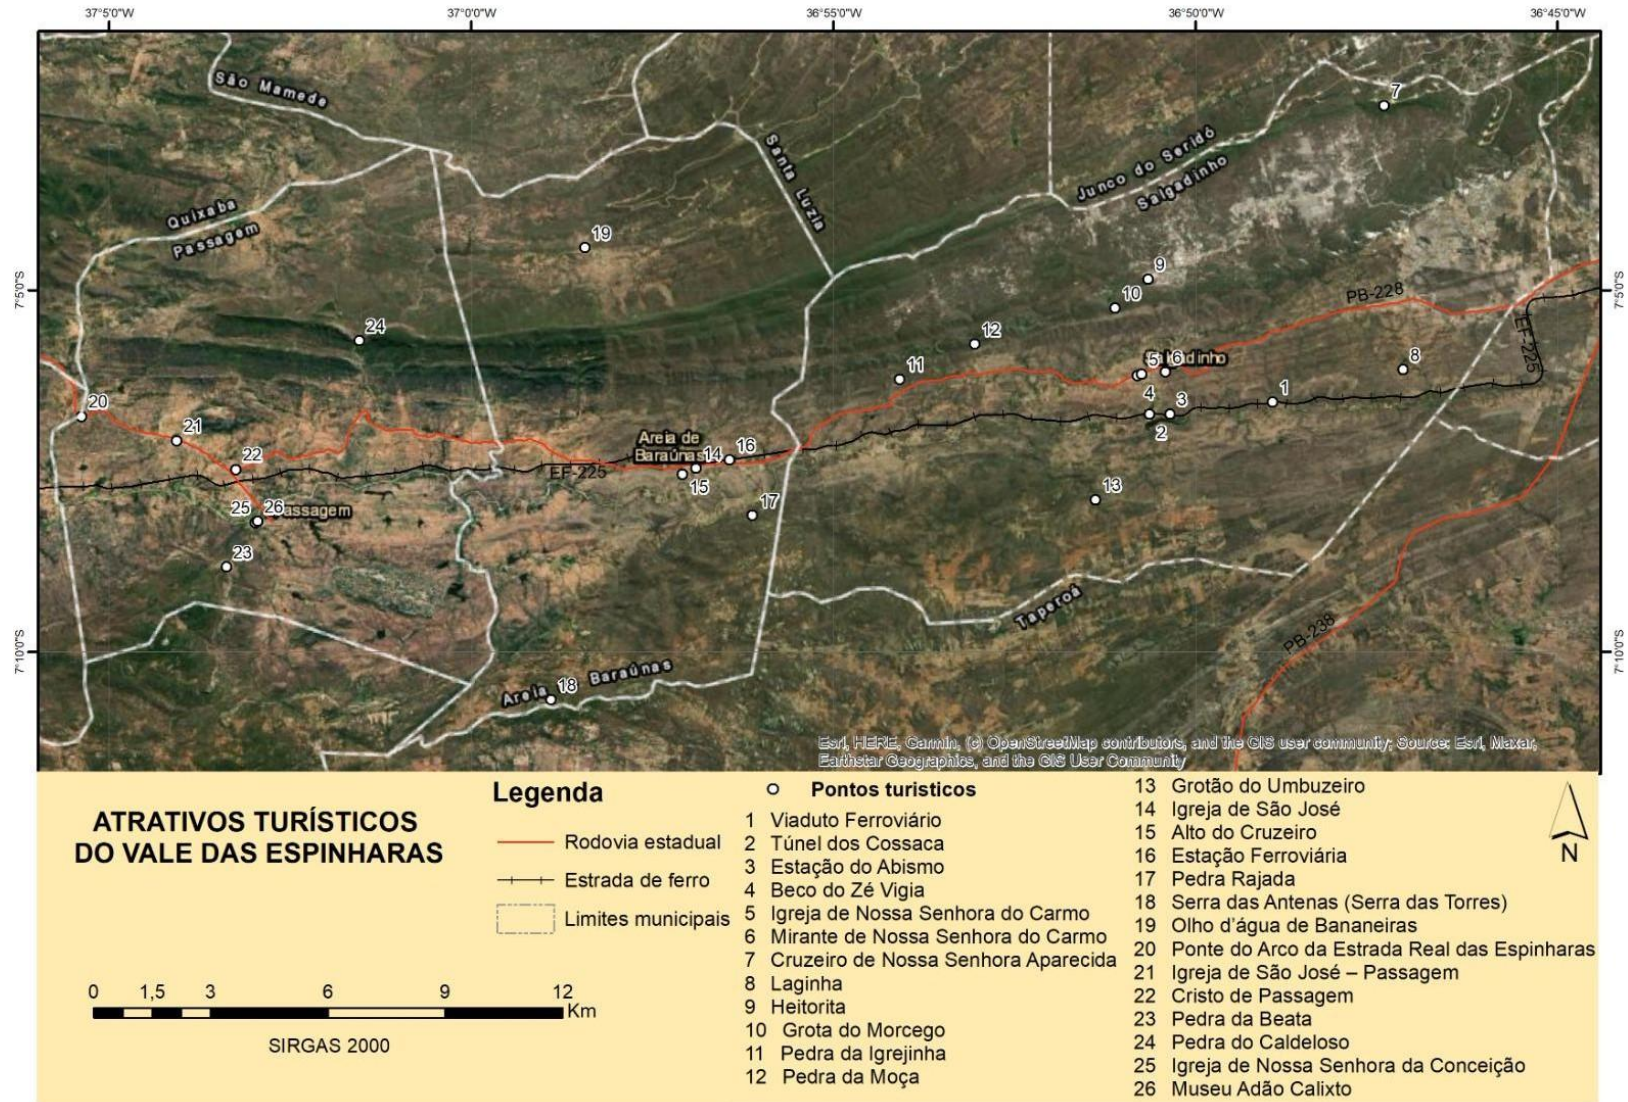 37°5'0"W
37°0'0"W
36°55'0"W
36°50'0"W
36°45'0"W
7
São Mamede
Santa Luzia
Junco do Seridó
Salgadinho
Quixaba
Passagem
19
9
7°5'0"S
7°5'0"S
10
PB-228
EF-225
24
12
5
6
8
11
1
4
3
20
2
21
Areia de
Baraúnas
14
16
22
EF-225
15
13
17
25
26
23
Taperoá
PB-238
7°10'0"S
7°10'0"S
Areia
18
Baraúnas
Esri, HERE, Garmin, (c) OpenStreetMap contributors, and the GIS user community; Source: Esri, Maxar,
Earthstar Geographics, and the GIS User Community
ATRATIVOS TURÍSTICOS
DO VALE DAS ESPINHARAS
0 1,5 3 6 9 12
Km
SIRGAS 2000
Legenda
Rodovia estadual
Estrada de ferro
Limites municipais
Pontos turisticos
1 Viaduto Ferroviário
2 Túnel dos Cossaca
3 Estação do Abismo
4 Beco do Zé Vigia
5 Igreja de Nossa Senhora do Carmo
6 Mirante de Nossa Senhora do Carmo
7 Cruzeiro de Nossa Senhora Aparecida
8 Laginha
9 Heitorita
10 Grota do Morcego
11 Pedra da Igrejinha
12 Pedra da Moça
13 Grotão do Umbuzeiro
14 Igreja de São José
15 Alto do Cruzeiro
16 Estação Ferroviária
17 Pedra Rajada
18 Serra das Antenas (Serra das Torres)
19 Olho d'água de Bananeiras
20 Ponte do Arco da Estrada Real das Espinharas
21 Igreja de São José – Passagem
22 Cristo de Passagem
23 Pedra da Beata
24 Pedra do Caldeloso
25 Igreja de Nossa Senhora da Conceição
26 Museu Adão Calixto
N